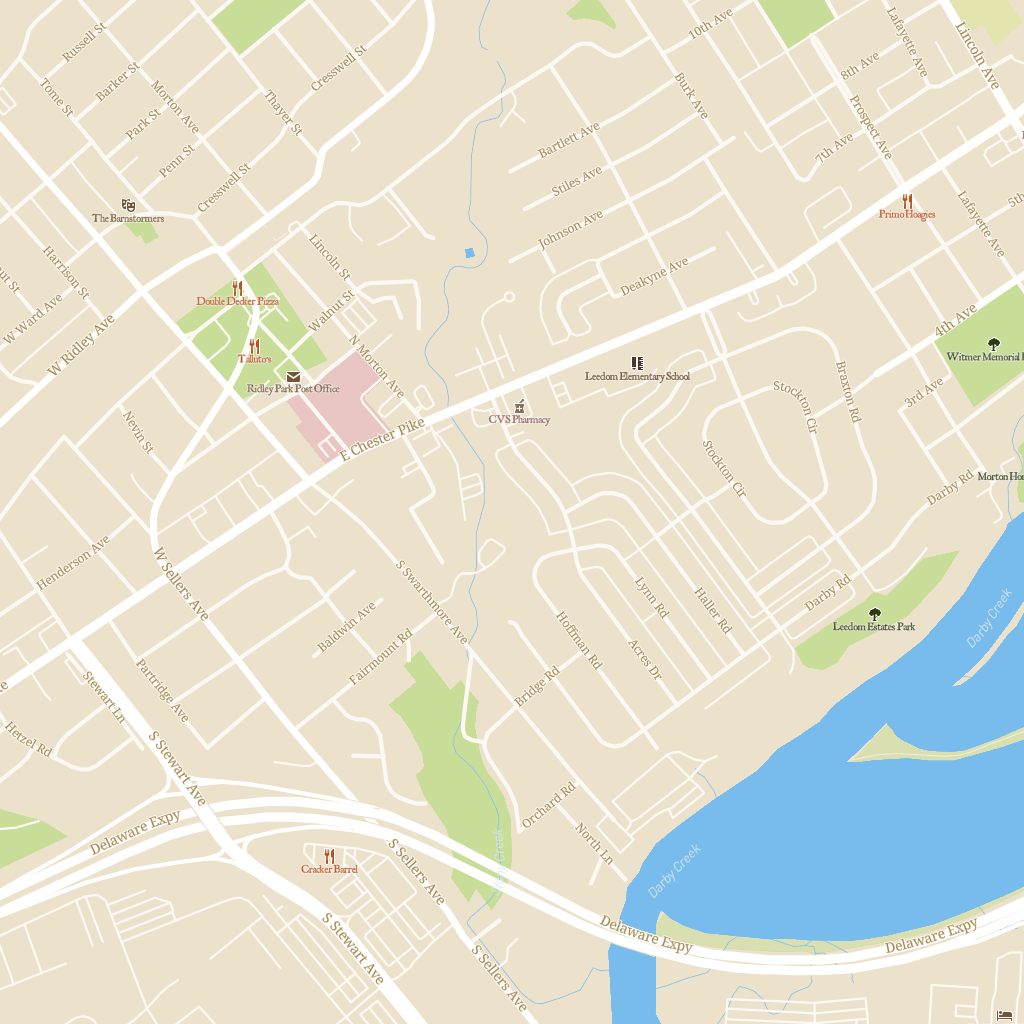 Russell St
10th Ave
Lafayette Ave
Lincoln Ave
Cresswell St
Barker St
8th Ave
Tome St
Morton Ave
Thayer St
Burk Ave
Prospect Ave
Park St
Bartlett Ave
7th Ave
Penn St
Stiles Ave
Cresswell St
The Barnstormers
Primo Hoagies
Lafayette Ave
Johnson Ave
Harrison St
Lincoln St
Deakyne Ave
Double Decker Pizza
W Ward Ave
Walnut St
4th Ave
W Ridley Ave
Talluto's
N Morton Ave
Witmer Memorial
Leedom Elementary School
Ridley Park Post Office
3rd Ave
Braxton Rd
Stockton Cir
CVS Pharmacy
E Chester Pike
Nevin St
Stockton Cir
Darby Rd
Henderson Ave
W Sellers Ave
S Swarthmore Ave
Lynn Rd
Haller Rd
Darby Rd
Darby Creek
Baldwin Ave
Leedom Estates Park
Hoffman Rd
Fairmount Rd
Acres Dr
Partridge Ave
Stewart Ln
Bridge Rd
Hetzel Rd
S Stewart Ave
Delaware Expy
Orchard Rd
North Ln
Cracker Barrel
S Sellers Ave
Darby Creek
S Stewart Ave
Delaware Expy
Delaware Expy
S Sellers Ave